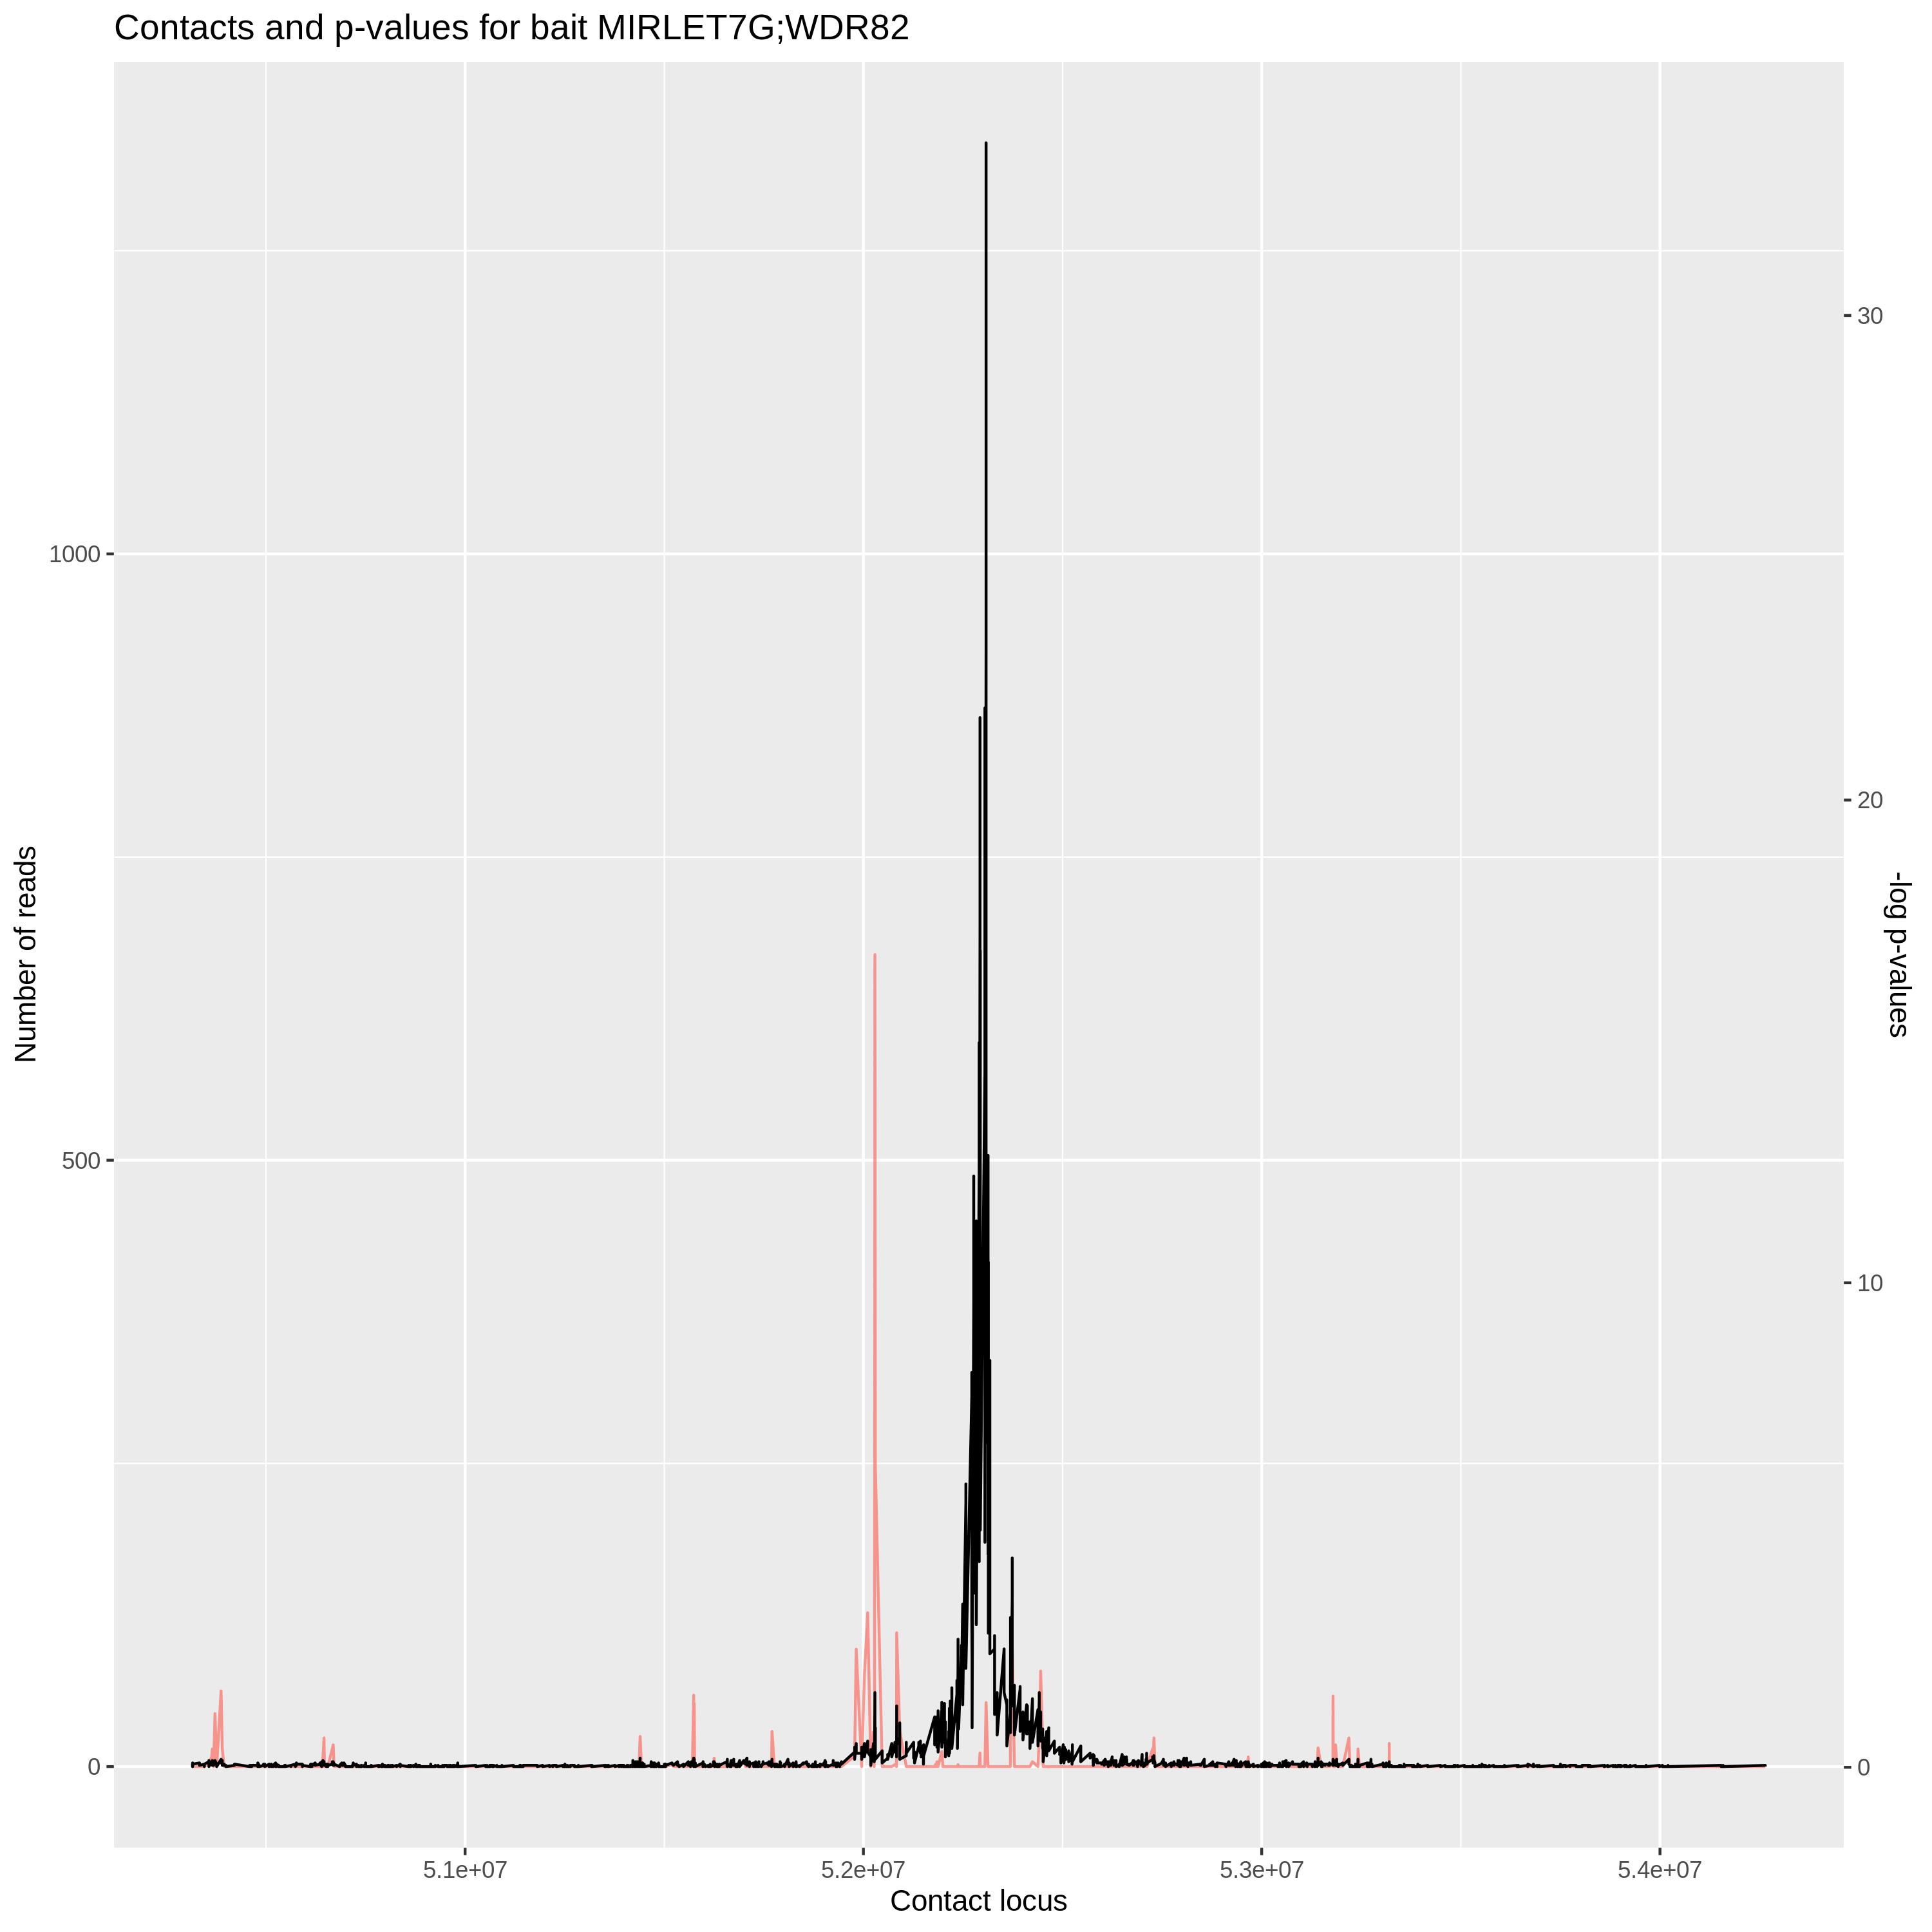 Contacts and p-values for bait MIRLET7G;WDR82
Number of reads
1000
500
0
30
20
10
0
-log p-values
5.1e+07
5.2e+07
5.3e+07
5.4e+07
Contact locus